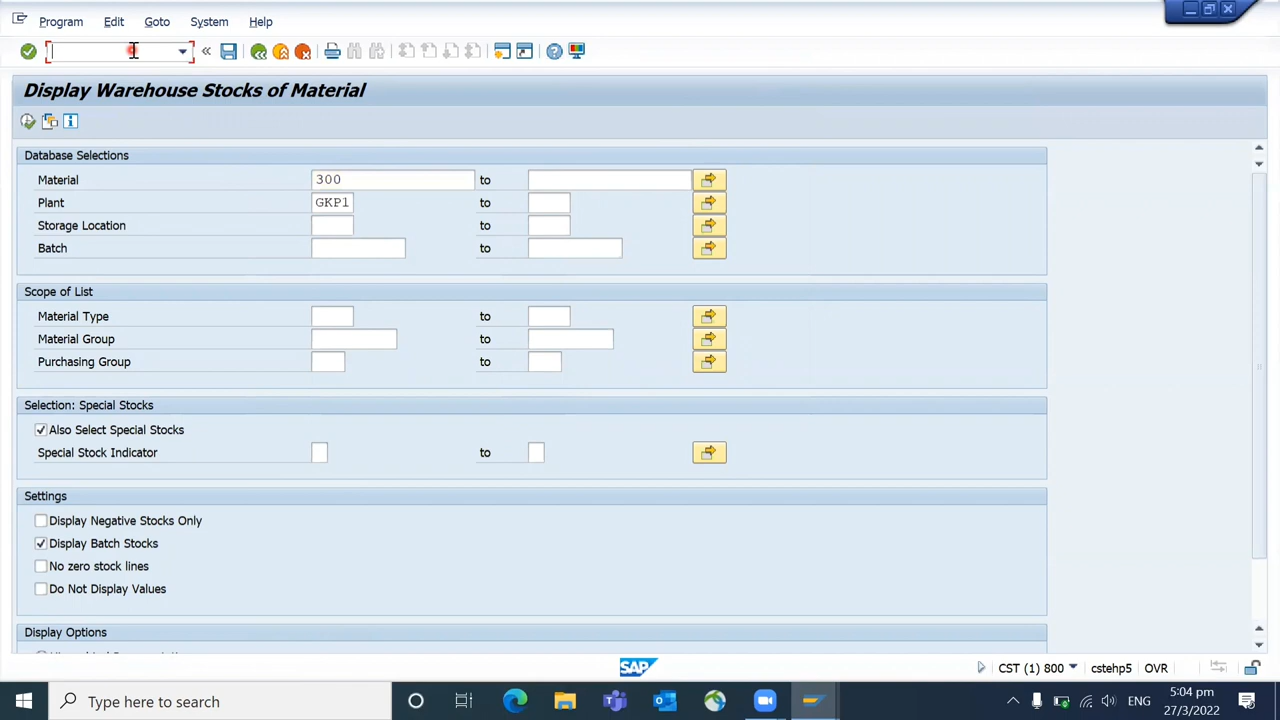 Program Edit Goto System Help
Display Warehouse Stocks of Material
Database Selections
Material 300 to
Plant GKP1 to
Storage Location to
Batch to
Scope of List
Material Type to
Material Group to
Purchasing Group to
Selection: Special Stocks
Also Select Special Stocks
Special Stock Indicator to
Settings
Display Negative Stocks Only
Display Batch Stocks
No zero stock lines
Do Not Display Values
Display Options
SAP CST (1) 800 cstehp5 OVR
Type here to search ENG 5:04 pm
27/3/2022